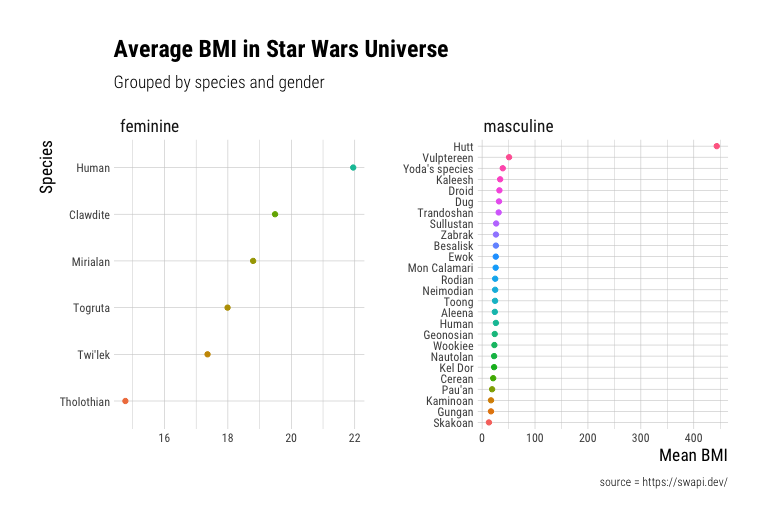 Average BMI in Star Wars Universe
Grouped by species and gender
feminine
Species
Human
Clawdite
Mirialan
Togruta
Twi'lek
Tholothian
16 18 20 22
masculine
Hutt
Vulptereen
Yoda's species
Kaleesh
Droid
Dug
Trandoshan
Sullustan
Zabrak
Besalisk
Ewok
Mon Calamari
Rodian
Neimodian
Toong
Aleena
Human
Geonosian
Wookiee
Nautolan
Kel Dor
Cerean
Pau'an
Kaminoan
Gungan
Skakoan
0 100 200 300 400
Mean BMI
source = https://swapi.dev/